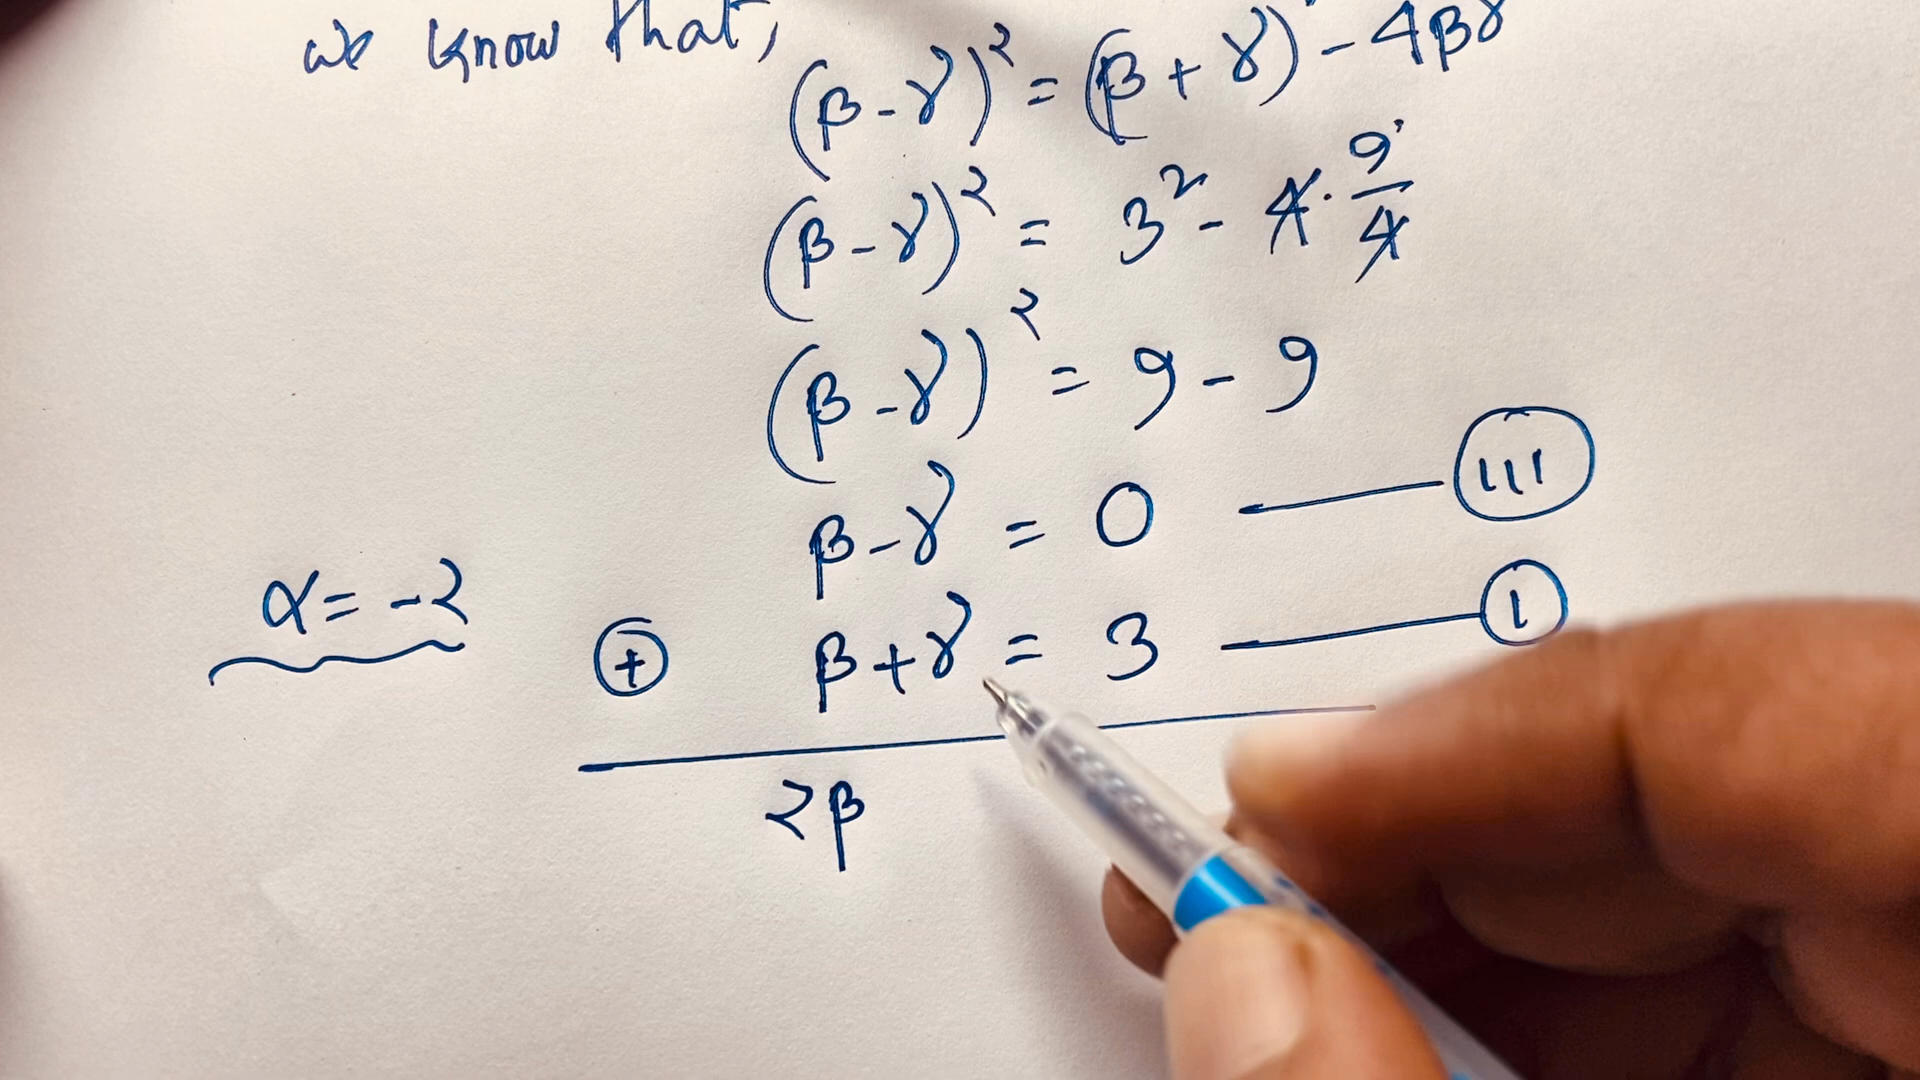 we know that,
(β-γ)² = (β + γ)² - 4βγ
(β-γ)² = 3² - 4 · 9/4
(β-γ)² = 9 - 9
β-γ = 0 — III
α = -2
⊕ β+γ = 3 — I
2β